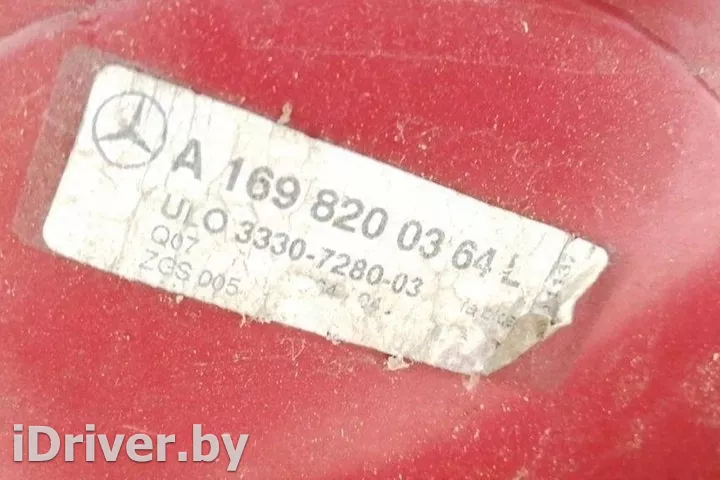 A 169 820 03 64 L
ULO 3330-7280-03
Q07
ZGS 005
iDriver.by